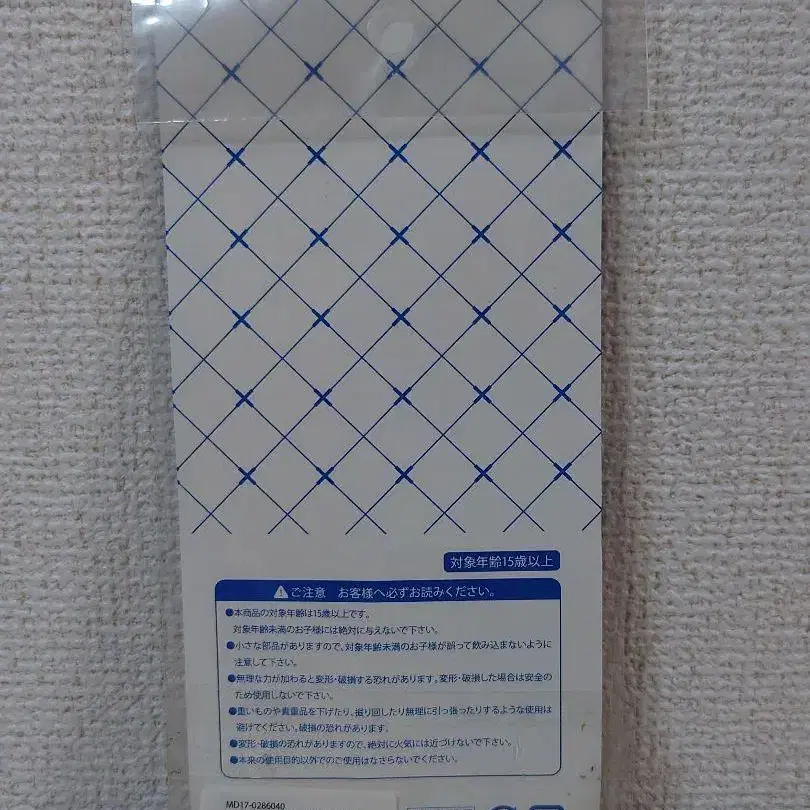 対象年齢15歳以上
⚠ご注意 お客様へ必ずお読みください。
●本商品の対象年齢は15歳以上です。
対象年齢未満のお子様には絶対に与えないで下さい。
●小さな部品がありますので、対象年齢未満のお子様が誤って飲み込まないように
注意して下さい。
●無理な力が加わると変形・破損する恐れがあります。変形・破損した場合は安全の
ため使用しないで下さい。
●重いものや貴重品を下げたり、振り回したり無理に引っ張ったりするような使用は
避けてください。破損の恐れがあります。
●変形・破損の恐れがありますので、絶対に火気には近づけないで下さい。
●本来の使用目的以外でのご使用はなさらないでください。
MD17-0286040